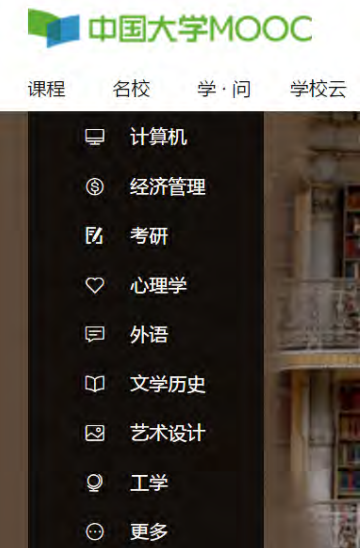 中国大学MOOC
课程 名校 学·问 学校云
计算机
经济管理
考研
心理学
外语
文学历史
艺术设计
工学
更多